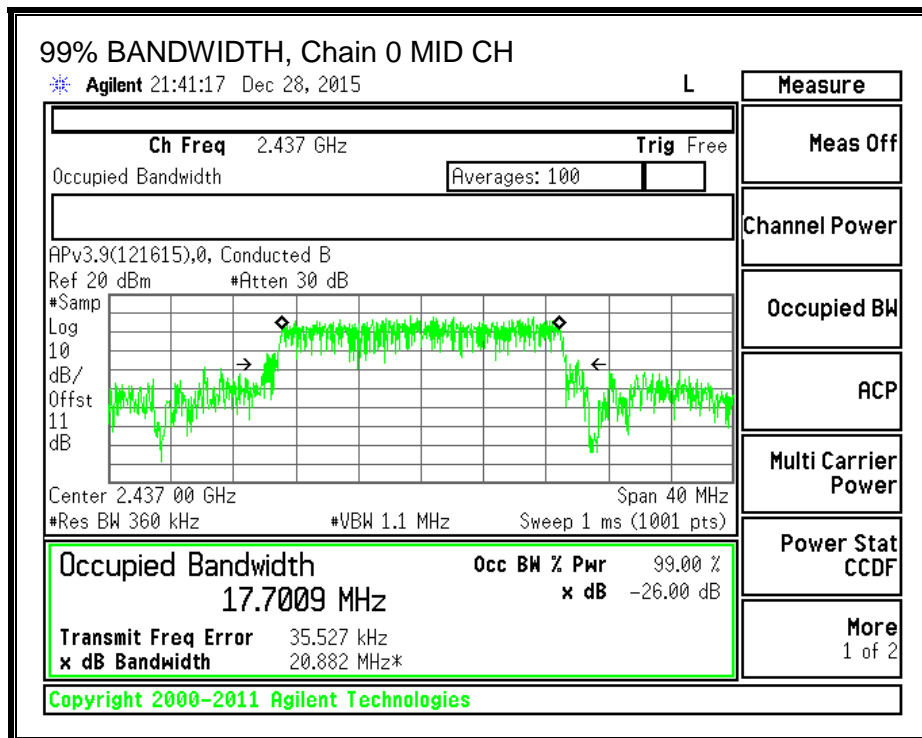 99% BANDWIDTH, Chain 0 MID CH
Agilent 21:41:17 Dec 28, 2015 L
Measure
Ch Freq 2.437 GHz Trig Free
Meas Off
Occupied Bandwidth Averages: 100
Channel Power
APv3.9(121615),0, Conducted B
Ref 20 dBm #Atten 30 dB
#Samp
Log
10
dB/
Offst
11
dB
Occupied BW
ACP
Multi Carrier
Power
Center 2.437 00 GHz Span 40 MHz
#Res BW 360 kHz #VBW 1.1 MHz Sweep 1 ms (1001 pts)
Power Stat
CCDF
Occupied Bandwidth Occ BW % Pwr 99.00 %
17.7009 MHz x dB -26.00 dB
Transmit Freq Error 35.527 kHz
x dB Bandwidth 20.882 MHz*
More
1 of 2
Copyright 2000-2011 Agilent Technologies